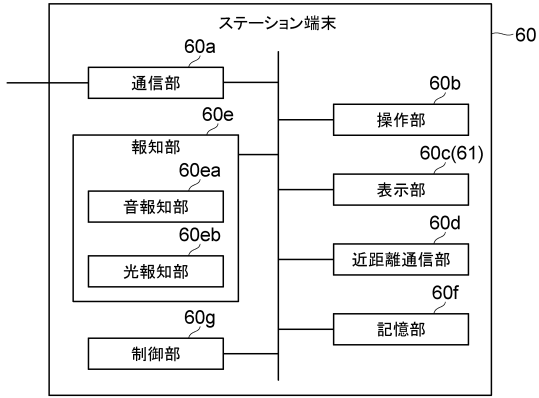 ステーション端末
60
60a
通信部
60b
操作部
60e
報知部
60c(61)
表示部
60ea
音報知部
60d
近距離通信部
60eb
光報知部
60f
記憶部
60g
制御部